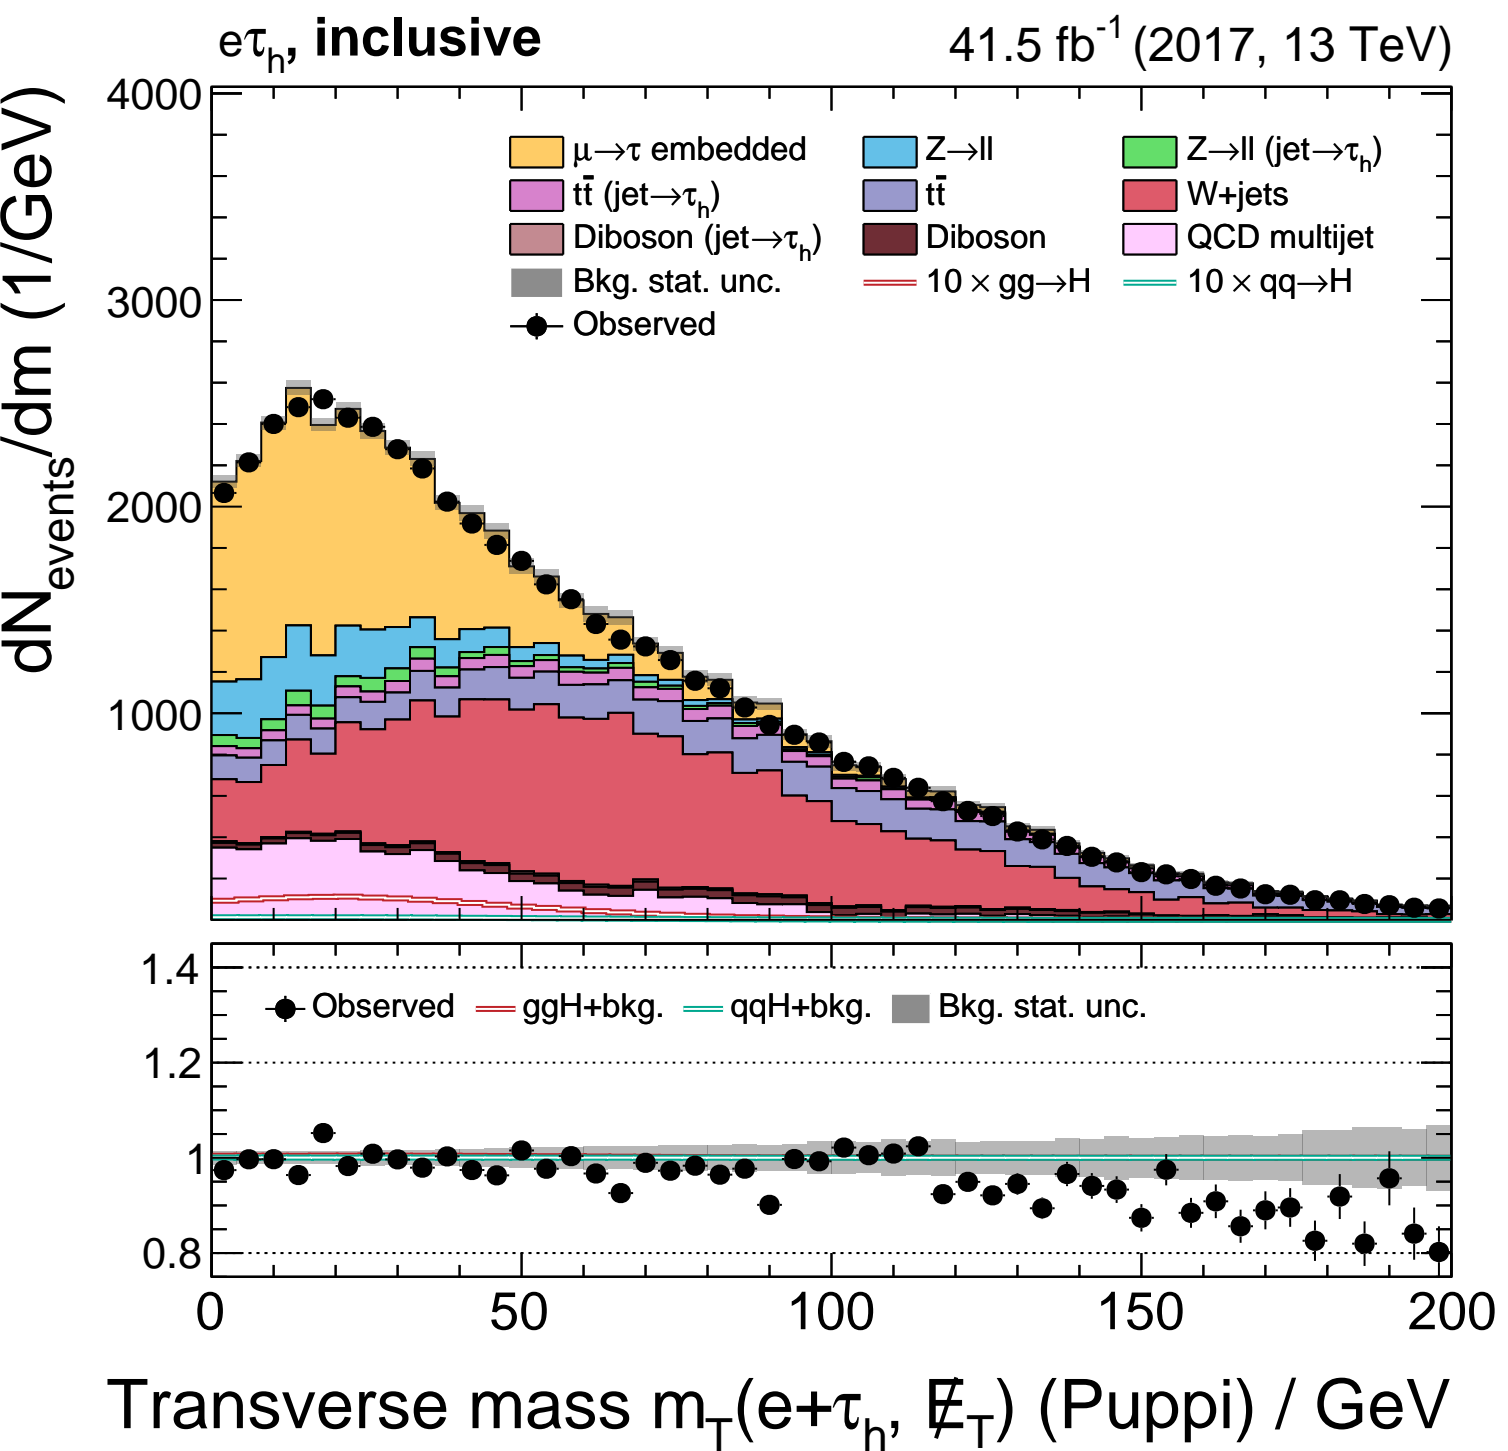 eτh, inclusive 41.5 fb-1 (2017, 13 TeV)
dNevents/dm (1/GeV)
4000
3000
2000
1000
μ→τ embedded Z→ll Z→ll (jet→τh)
tt̄ (jet→τh) tt̄ W+jets
Diboson (jet→τh) Diboson QCD multijet
Bkg. stat. unc. 10 × gg→H 10 × qq→H
Observed
1.4
1.2
1
0.8
Observed ggH+bkg. qqH+bkg. Bkg. stat. unc.
0 50 100 150 200
Transverse mass mT(e+τh, E̸T) (Puppi) / GeV